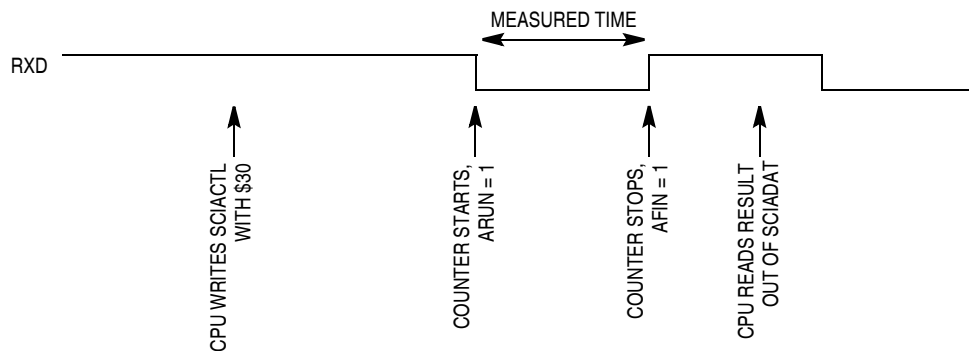 MEASURED TIME
RXD
CPU WRITES SCIACTL
WITH $30
COUNTER STARTS,
ARUN = 1
COUNTER STOPS,
AFIN = 1
CPU READS RESULT
OUT OF SCIADAT